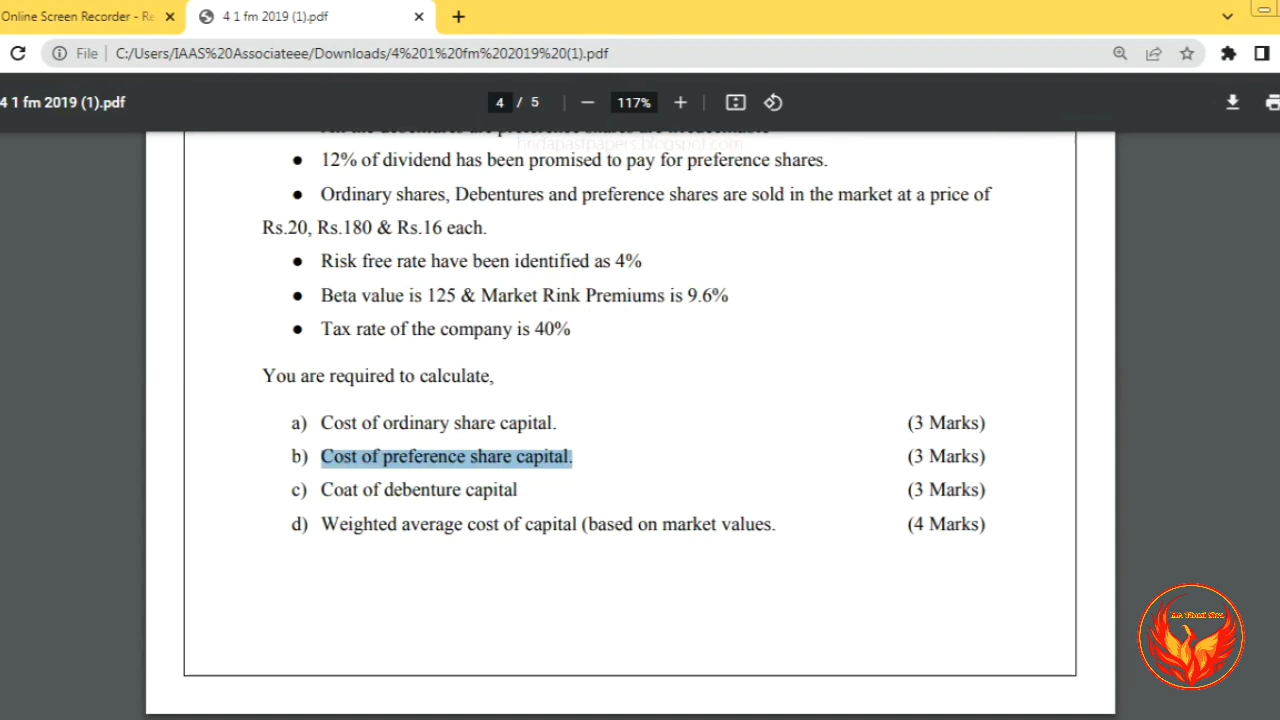 Online Screen Recorder - Re
4 1 fm 2019 (1).pdf
File
C:/Users/IAAS%20Associateee/Downloads/4%201%20fm%202019%20(1).pdf
4 1 fm 2019 (1).pdf
4 / 5
117%
findapastpapers.blogspot.com
● 12% of dividend has been promised to pay for preference shares.
● Ordinary shares, Debentures and preference shares are sold in the market at a price of
Rs.20, Rs.180 & Rs.16 each.
● Risk free rate have been identified as 4%
● Beta value is 125 & Market Rink Premiums is 9.6%
● Tax rate of the company is 40%
You are required to calculate,
a) Cost of ordinary share capital. (3 Marks)
b) Cost of preference share capital. (3 Marks)
c) Coat of debenture capital (3 Marks)
d) Weighted average cost of capital (based on market values. (4 Marks)